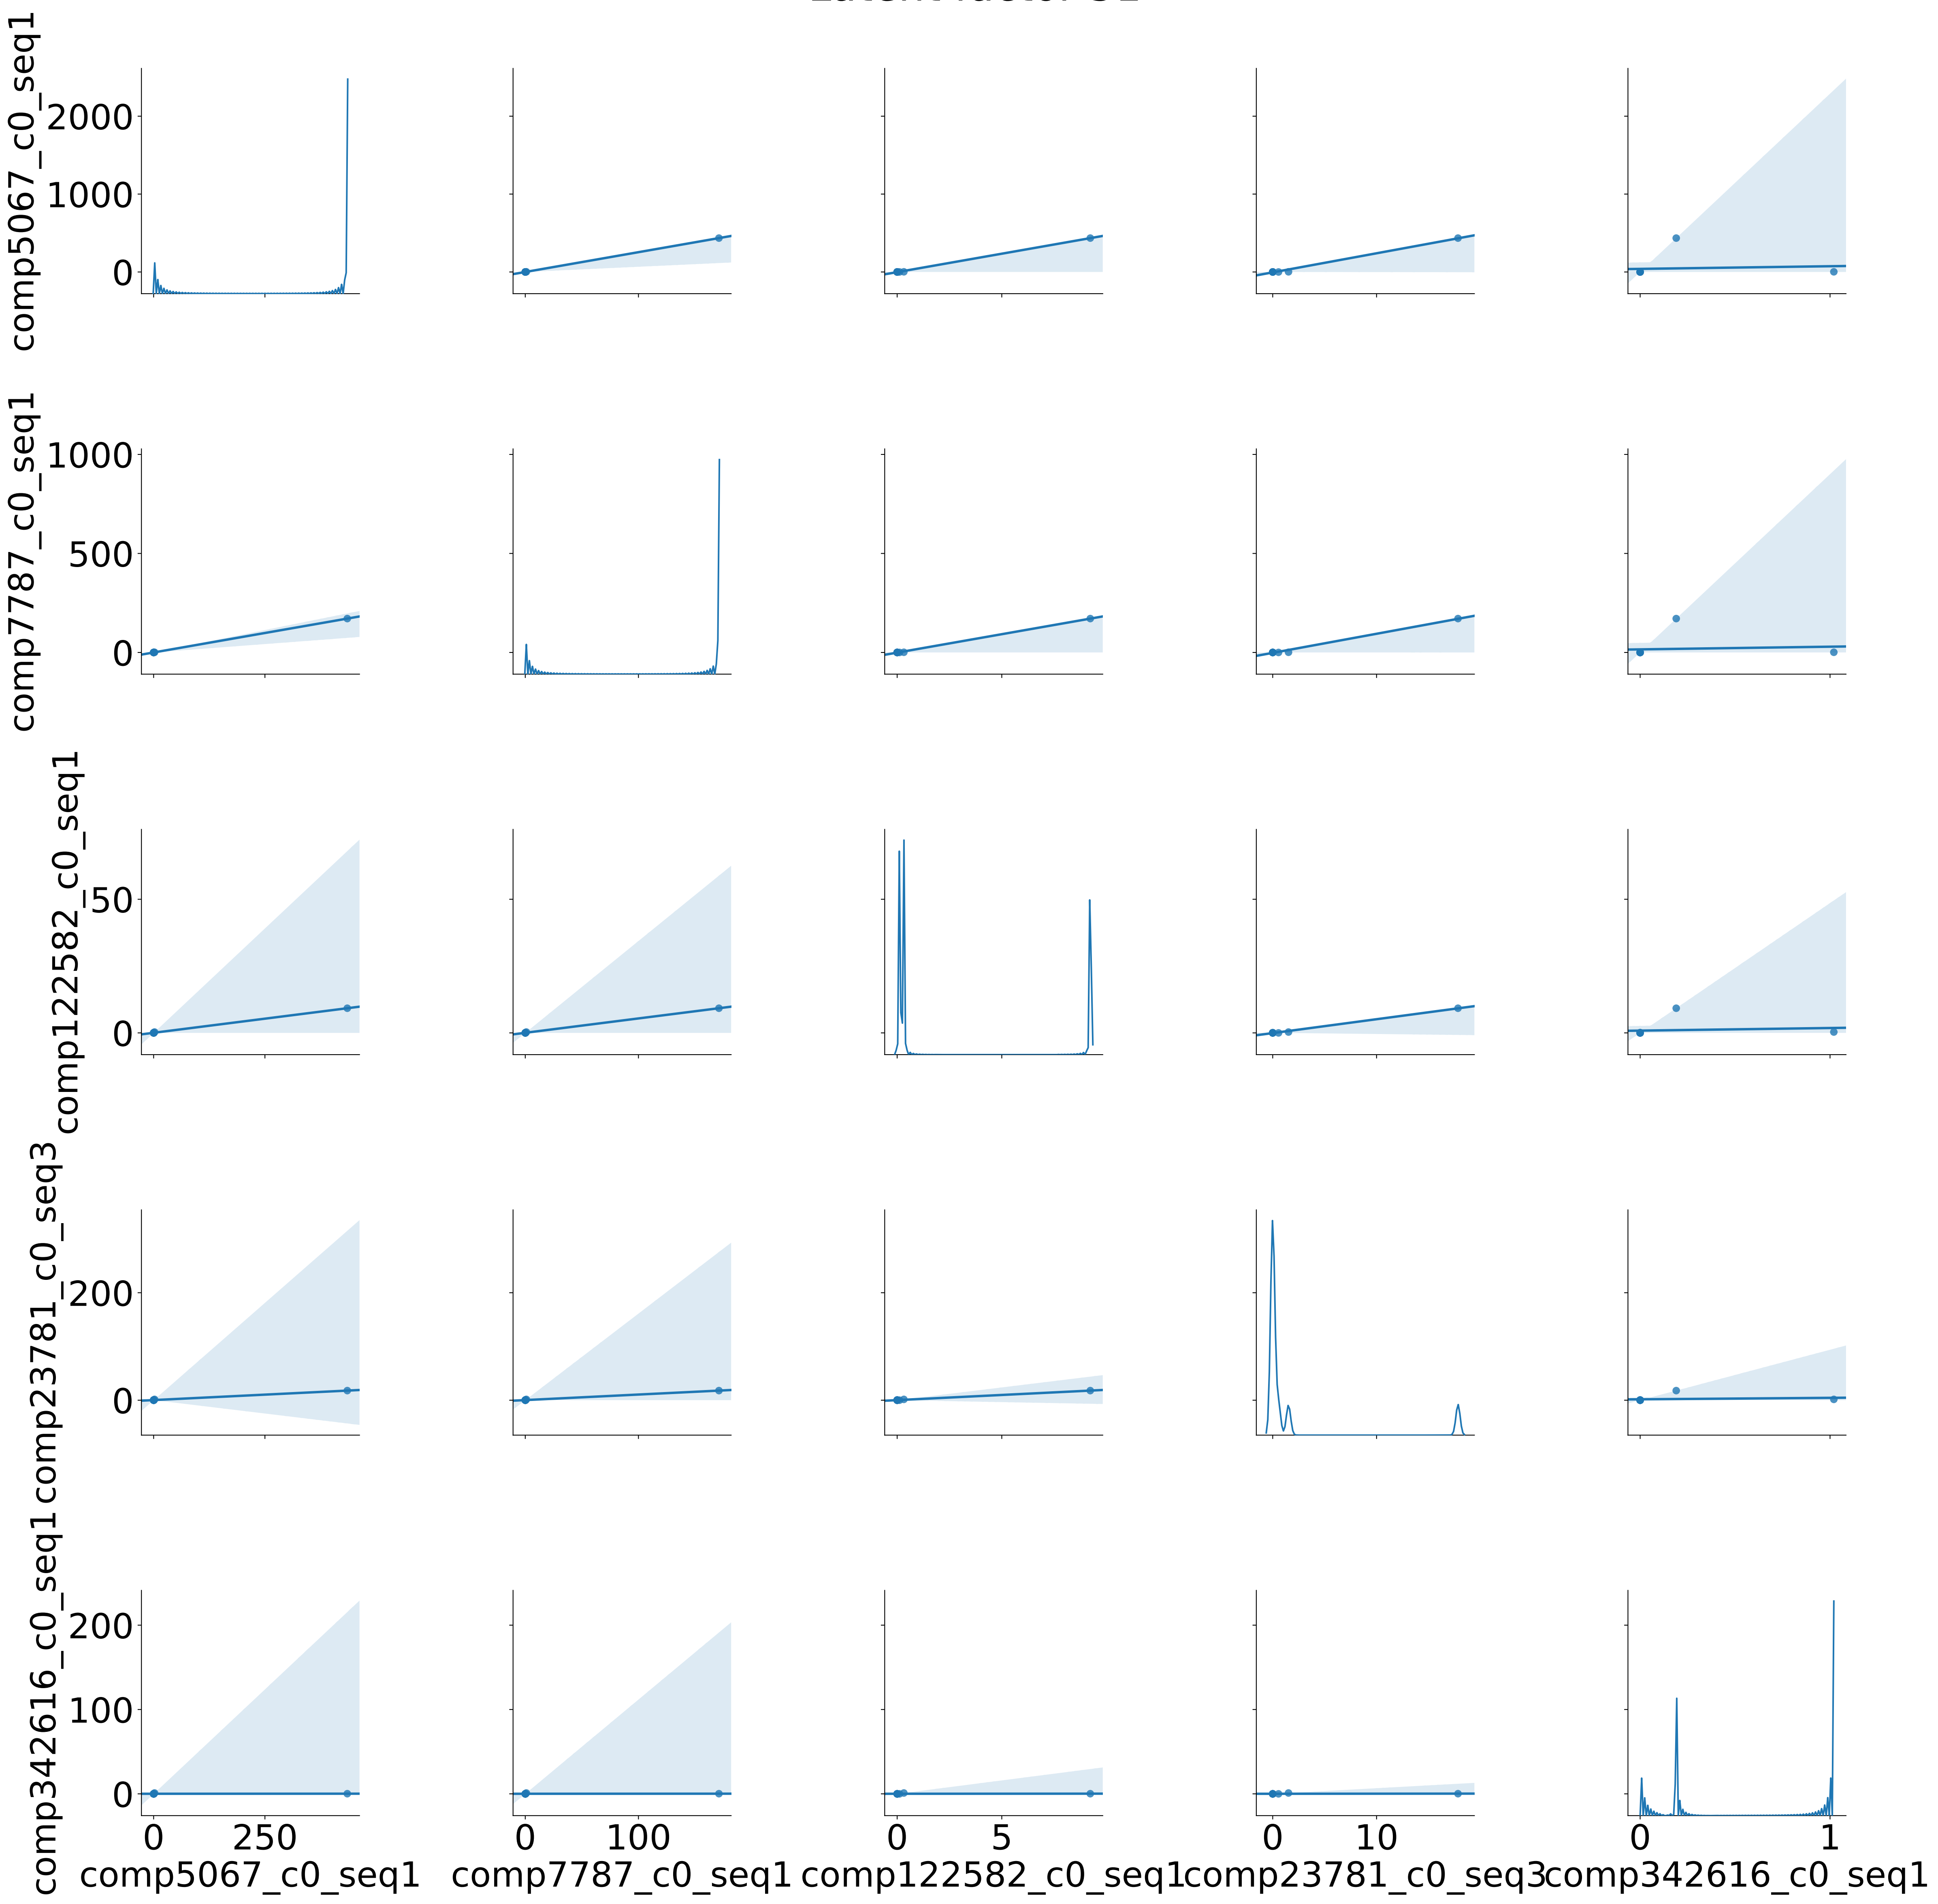 comp5067_c0_seq1
2000
1000
0
comp7787_c0_seq1
1000
500
0
comp122582_c0_seq1
50
0
comp23781_c0_seq3
200
0
comp342616_c0_seq1
200
100
0
0 250 0 100 0 5 0 10 0 1
comp5067_c0_seq1 comp7787_c0_seq1 comp122582_c0_seq1 comp23781_c0_seq3 comp342616_c0_seq1